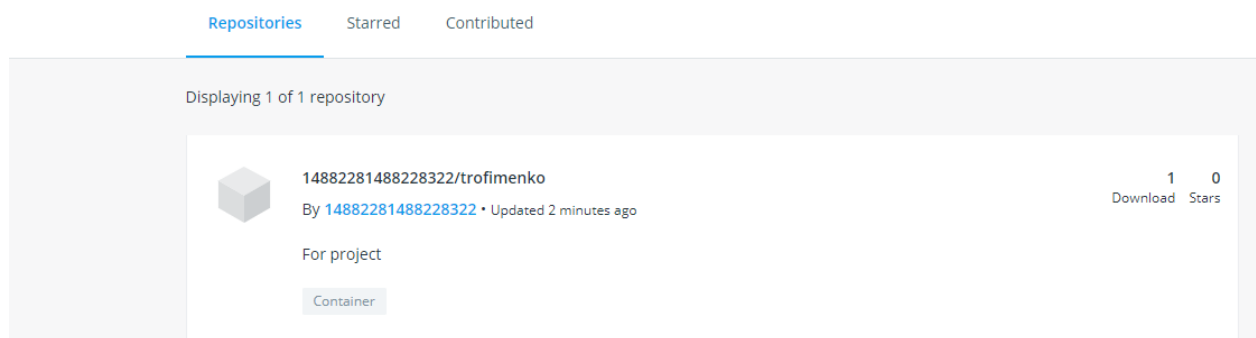 Repositories Starred Contributed
Displaying 1 of 1 repository
14882281488228322/trofimenko
1 0
By 14882281488228322 • Updated 2 minutes ago
Download Stars
For project
Container